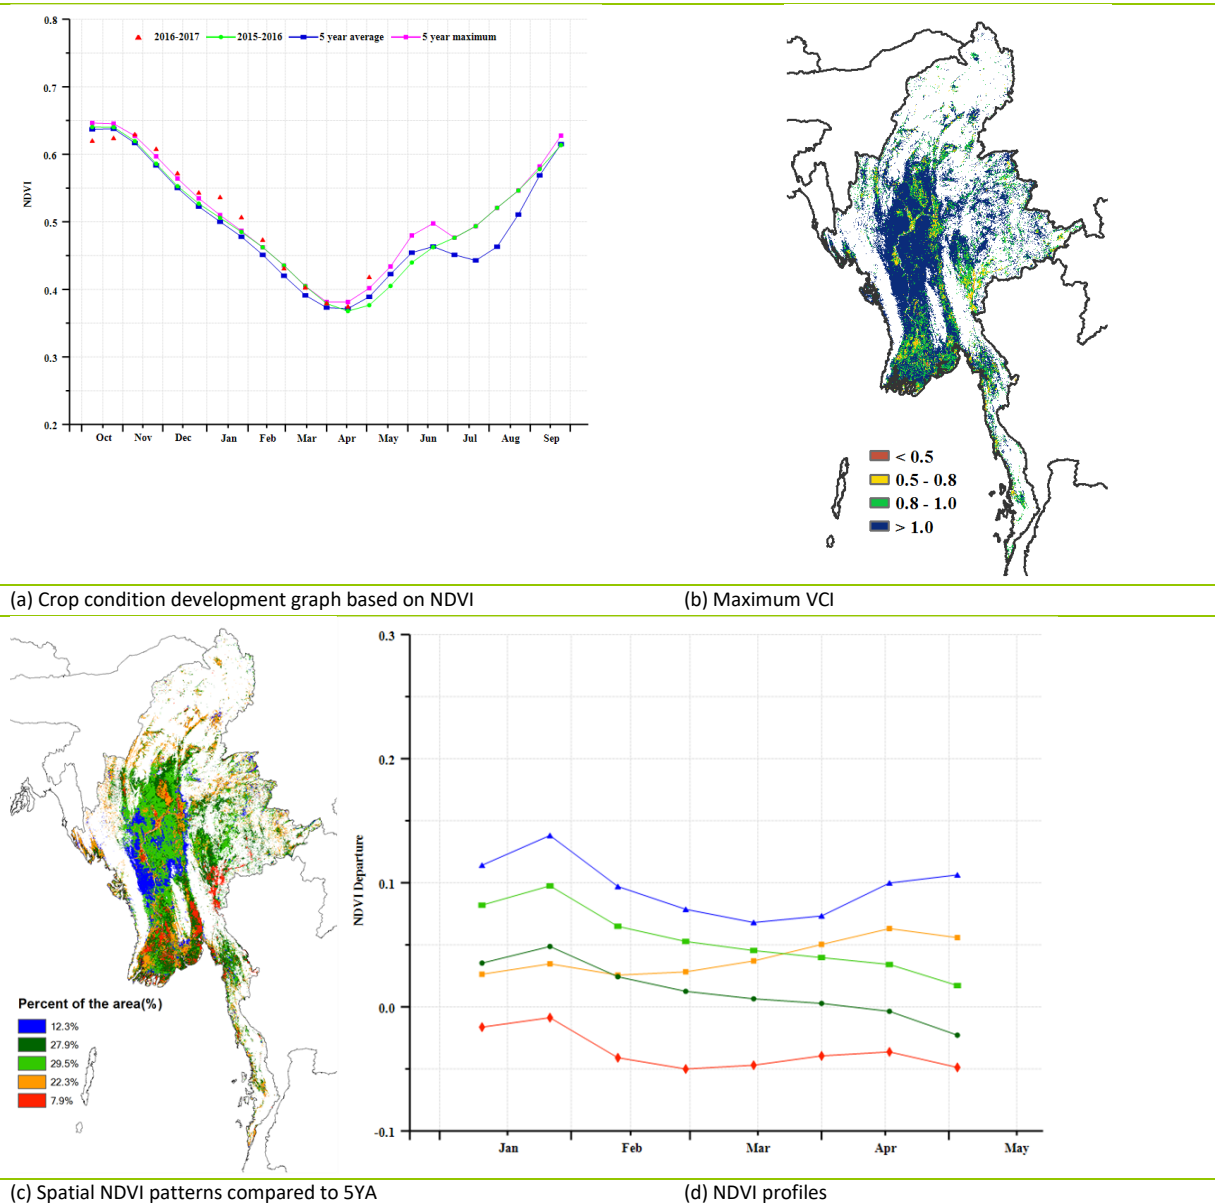 0.8
2016-2017 2015-2016 5 year average 5 year maximum
0.7
0.6
0.5
0.4
0.3
0.2
NDVI
Oct Nov Dec Jan Feb Mar Apr May Jun Jul Aug Sep
< 0.5
0.5 - 0.8
0.8 - 1.0
> 1.0
(a) Crop condition development graph based on NDVI
(b) Maximum VCI
Percent of the area(%)
12.3%
27.9%
29.5%
22.3%
7.9%
0.3
0.2
0.1
0.0
-0.1
NDVI Departure
Jan Feb Mar Apr May
(c) Spatial NDVI patterns compared to 5YA
(d) NDVI profiles